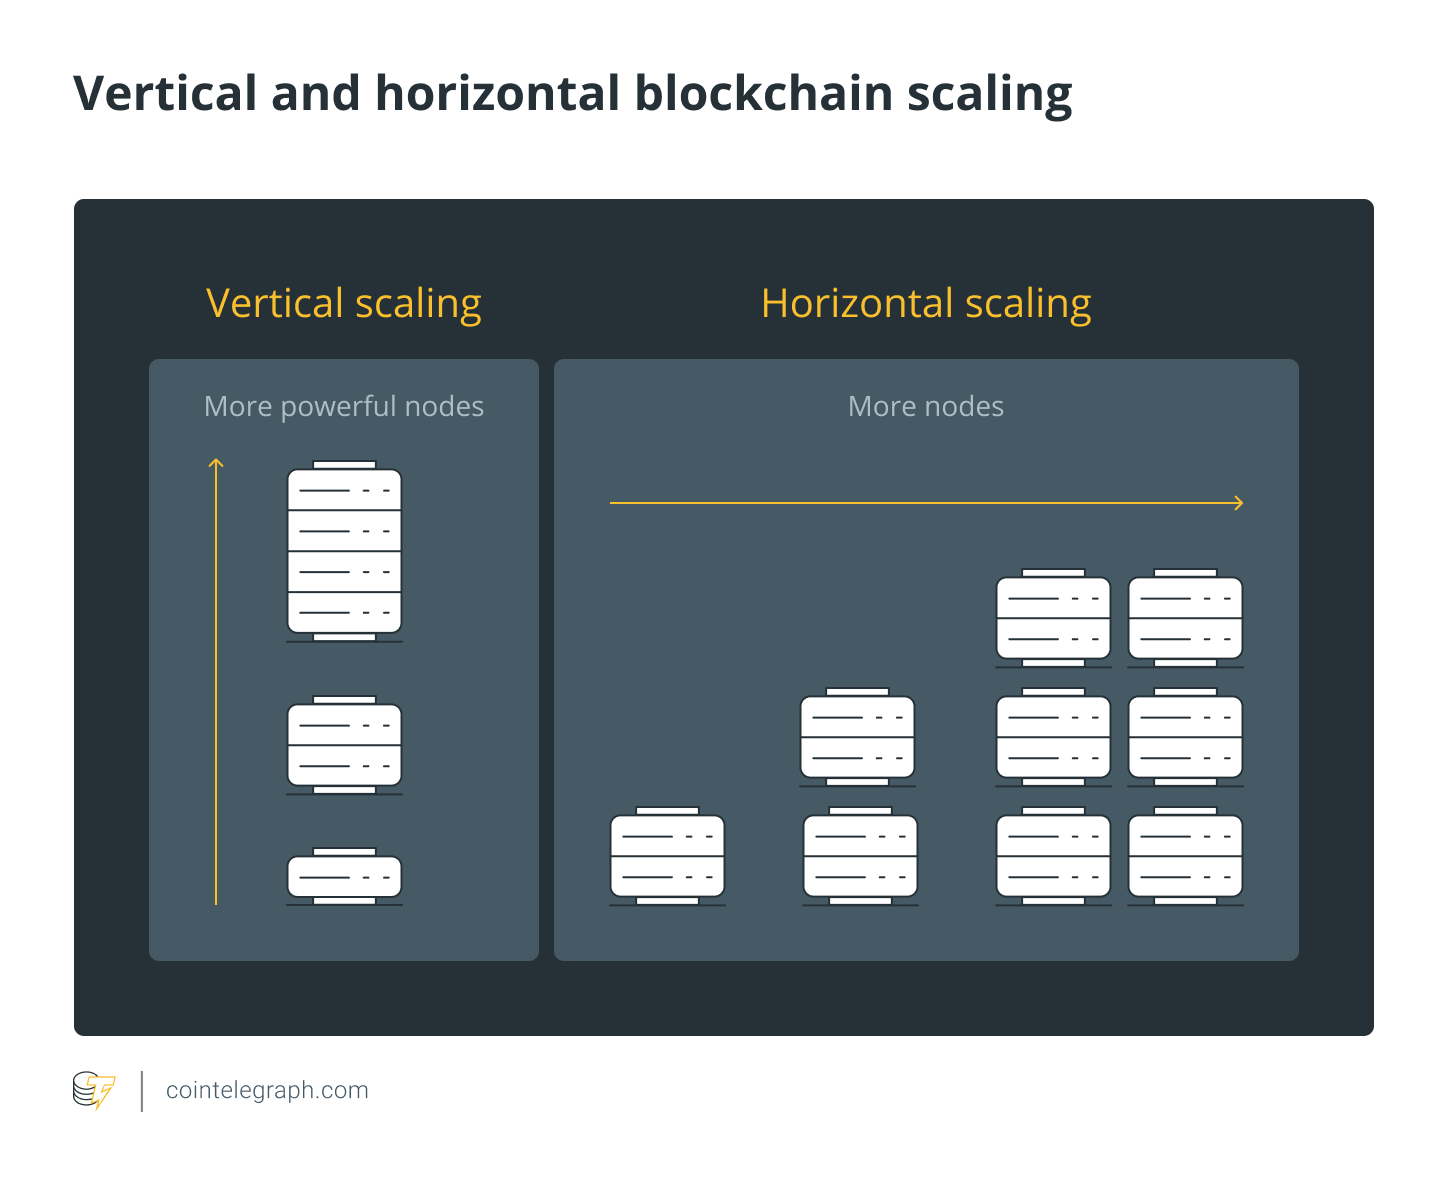 Vertical and horizontal blockchain scaling
Vertical scaling
Horizontal scaling
More powerful nodes
More nodes
cointelegraph.com